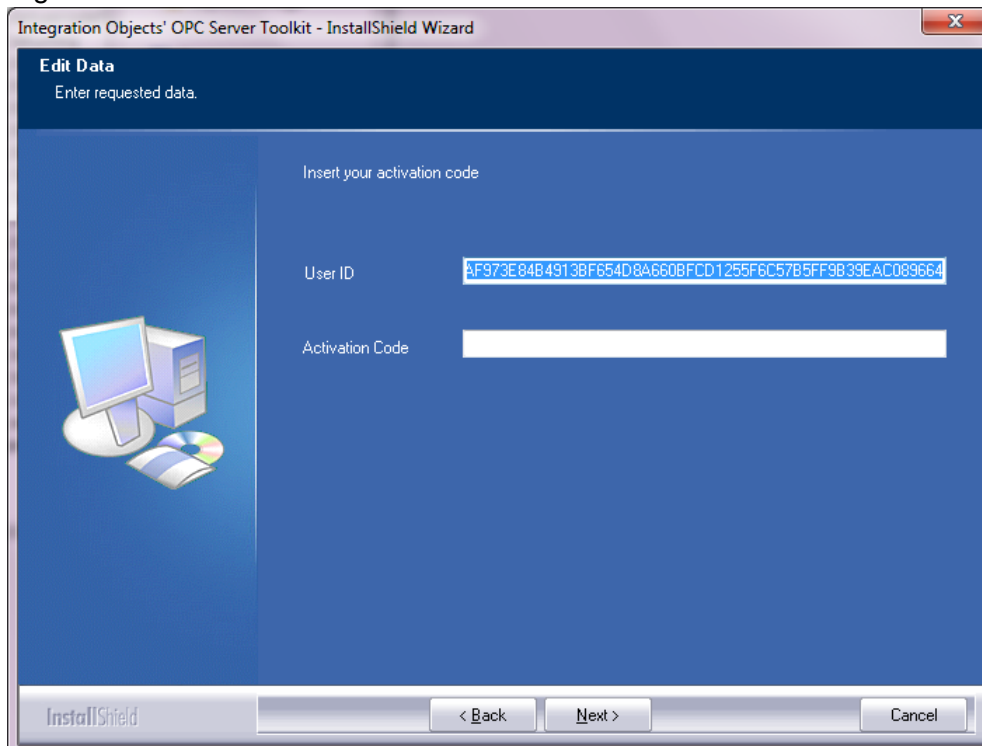 Integration Objects' OPC Server Toolkit - InstallShield Wizard
Edit Data
Enter requested data.
Insert your activation code
User ID
AF973E84B4913BF654D8A660BFCD1255F6C57B5FF9B39EAC089664
Activation Code
InstallShield
< Back
Next >
Cancel